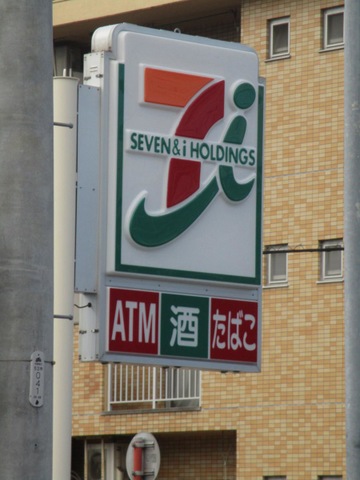 SEVEN&i HOLDINGS
ATM 酒 たばこ